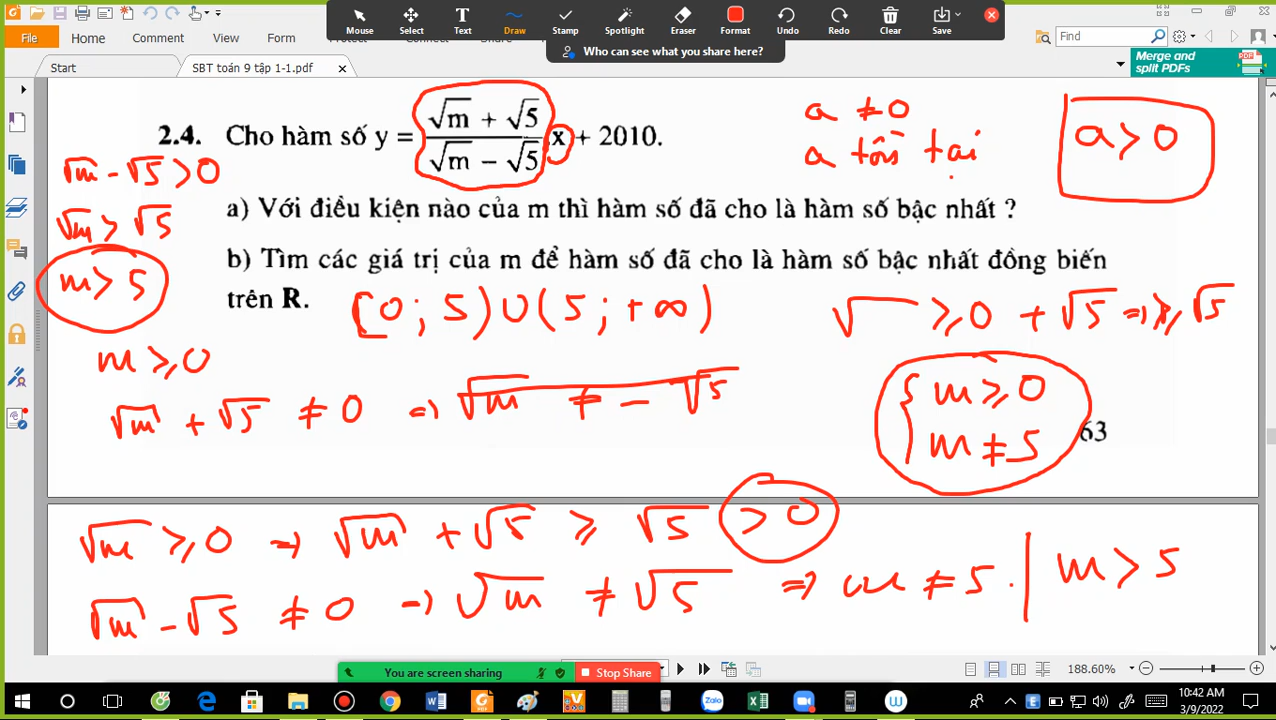 Mouse Select Text Draw Stamp Spotlight Eraser Format Undo Redo Clear Save
Who can see what you share here?
File Home Comment View Form Protect
Find
Start SBT toán 9 tập 1-1.pdf
Merge and split PDFs
2.4. Cho hàm số y = (√m + √5)/(√m − √5) x + 2010.
a ≠ 0
a tồn tại
a > 0
√m - √5 > 0
√m > √5
m > 5
a) Với điều kiện nào của m thì hàm số đã cho là hàm số bậc nhất ?
b) Tìm các giá trị của m để hàm số đã cho là hàm số bậc nhất đồng biến
trên R.
[0; 5) ∪ (5; +∞)
√ ≥ 0 + √5 ⇒ ≥ √5
m ≥ 0
√m + √5 ≠ 0 ⇒ √m ≠ - √5
{ m ≥ 0
m ≠ 5
63
√m ≥ 0 ⇒ √m + √5 ≥ √5 > 0
√m - √5 ≠ 0 ⇒ √m ≠ √5 ⇒ m ≠ 5 . | m > 5
You are screen sharing Stop Share
188.60%
Zalo
10:42 AM
3/9/2022